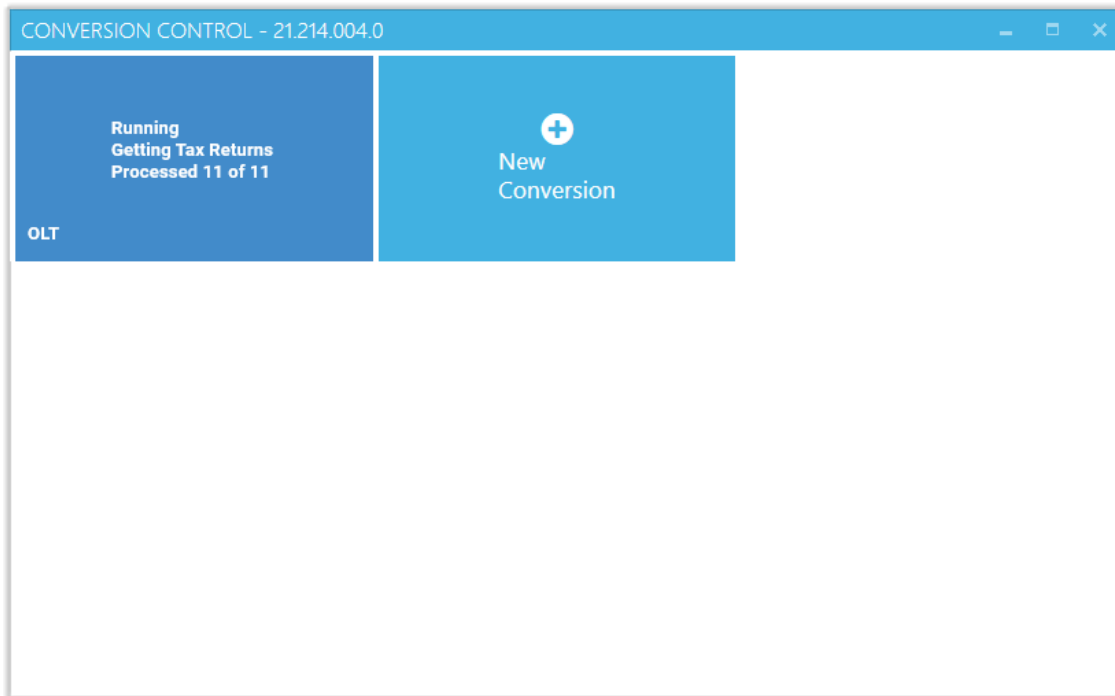 CONVERSION CONTROL - 21.214.004.0
Running
Getting Tax Returns
Processed 11 of 11
OLT
New
Conversion